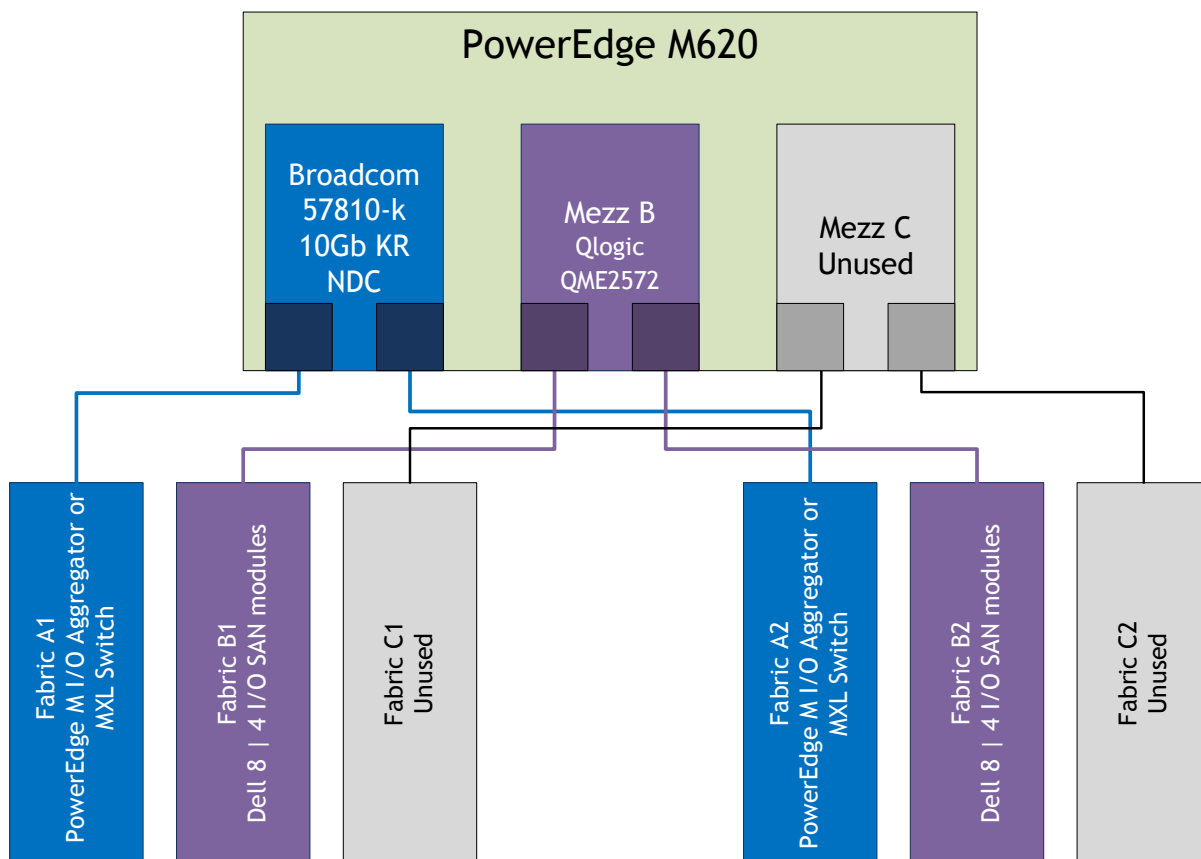 PowerEdge M620
Broadcom
57810-k
10Gb KR
NDC
Mezz B
Qlogic
QME2572
Mezz C
Unused
Fabric A1
PowerEdge M I/O Aggregator or
MXL Switch
Fabric B1
Dell 8 | 4 I/O SAN modules
Fabric C1
Unused
Fabric A2
PowerEdge M I/O Aggregator or
MXL Switch
Fabric B2
Dell 8 | 4 I/O SAN modules
Fabric C2
Unused